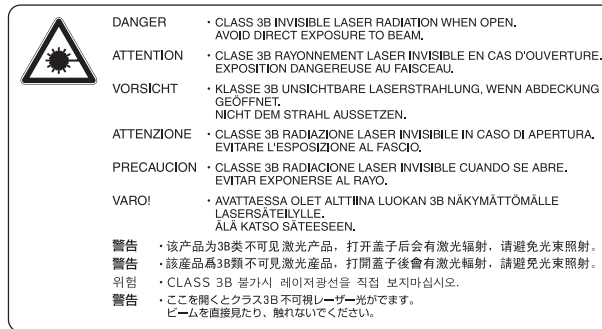 DANGER · CLASS 3B INVISIBLE LASER RADIATION WHEN OPEN.
AVOID DIRECT EXPOSURE TO BEAM.
ATTENTION · CLASE 3B RAYONNEMENT LASER INVISIBLE EN CAS D'OUVERTURE.
EXPOSITION DANGEREUSE AU FAISCEAU.
VORSICHT · KLASSE 3B UNSICHTBARE LASERSTRAHLUNG, WENN ABDECKUNG
GEÖFFNET.
NICHT DEM STRAHL AUSSETZEN.
ATTENZIONE · CLASSE 3B RADIAZIONE LASER INVISIBILE IN CASO DI APERTURA.
EVITARE L'ESPOSIZIONE AL FASCIO.
PRECAUCION · CLASSE 3B RADIACIONE LASER INVISIBLE CUANDO SE ABRE.
EVITAR EXPONERSE AL RAYO.
VARO! · AVATTAESSA OLET ALTTIINA LUOKAN 3B NÄKYMÄTTÖMÄLLE
LASERSÄTEILYLLE.
ÄLÄ KATSO SÄTEESEEN.
警告 · 该产品为3B类不可见激光产品，打开盖子后会有激光辐射，请避免光束照射。
警告 · 該産品爲3B類不可見激光産品，打開蓋子後會有激光輻射，請避免光束照射。
위험 · CLASS 3B 불가시 레이저광선을 직접 보지마십시오.
警告 · ここを開くとクラス3B不可視レーザー光がでます。
ビームを直接見たり、触れないでください。